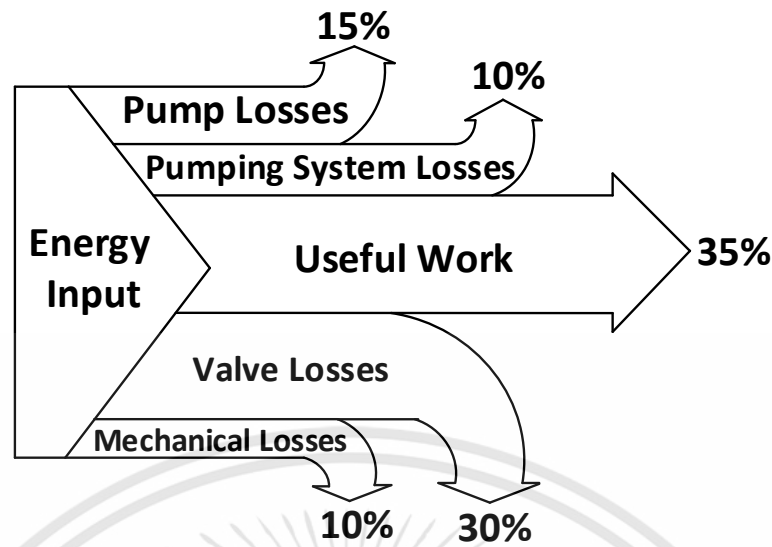 15%
10%
Pump Losses
Pumping System Losses
Energy
Input
Useful Work
35%
Valve Losses
Mechanical Losses
10%
30%